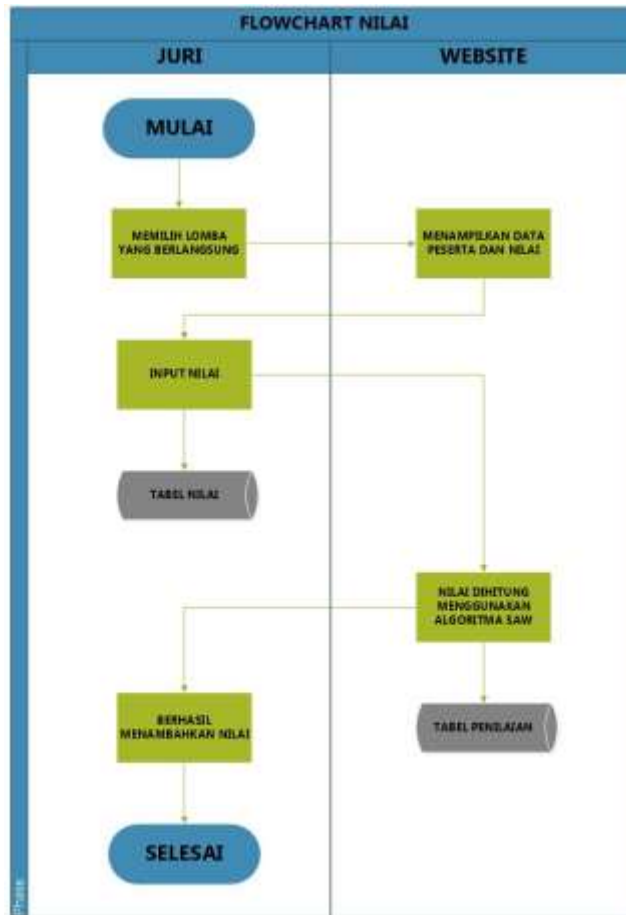 FLOWCHART NILAI
JURI
WEBSITE
MULAI
MEMILIH LOMBA
YANG BERLANGSUNG
MENAMPILKAN DATA
PESERTA DAN NILAI
INPUT NILAI
TABEL NILAI
NILAI DIHITUNG
MENGGUNAKAN
ALGORITMA SAW
BERHASIL
MENAMBAHKAN NILAI
TABEL PENILAIAN
SELESAI
Phase